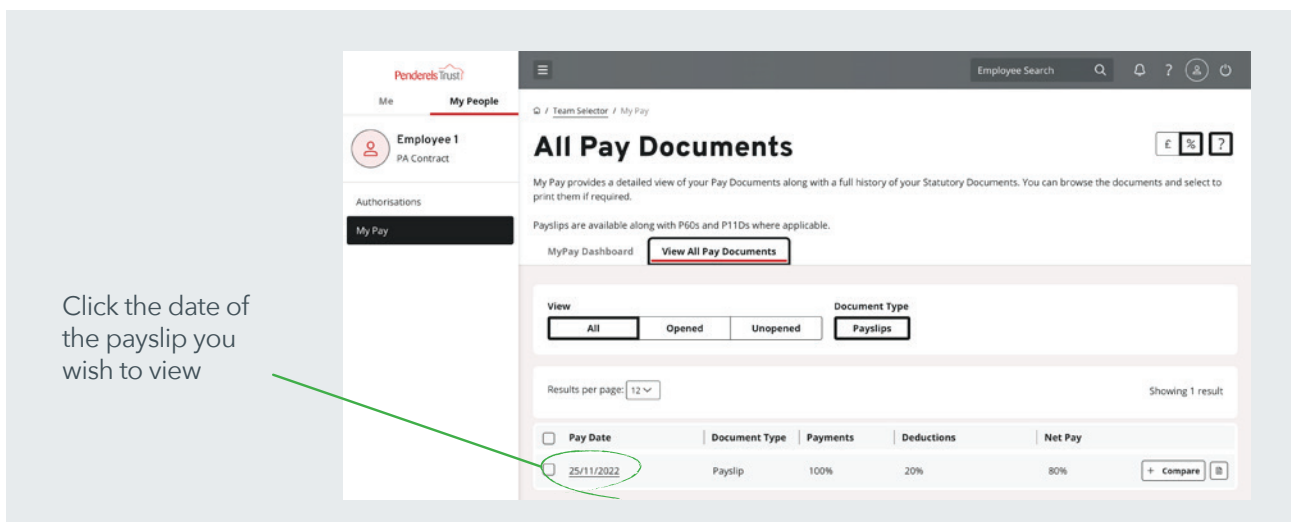 Penderels Trust
Employee Search
?
Me My People
Team Selector / My Pay
Employee 1
PA Contract
All Pay Documents
£ % ?
My Pay provides a detailed view of your Pay Documents along with a full history of your Statutory Documents. You can browse the documents and select to
print them if required.
Authorisations
My Pay
Payslips are available along with P60s and P11Ds where applicable.
MyPay Dashboard View All Pay Documents
Click the date of
the payslip you
wish to view
View Document Type
All Opened Unopened Payslips
Results per page: 12 Showing 1 result
Pay Date Document Type Payments Deductions Net Pay
25/11/2022 Payslip 100% 20% 80% + Compare